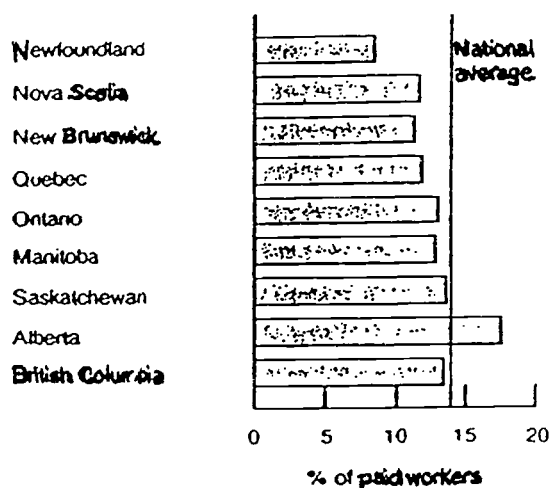 Newfoundland
National
average
Nova Scotia
New Brunswick
Quebec
Ontario
Manitoba
Saskatchewan
Alberta
British Columbia
0 5 10 15 20
% of paid workers